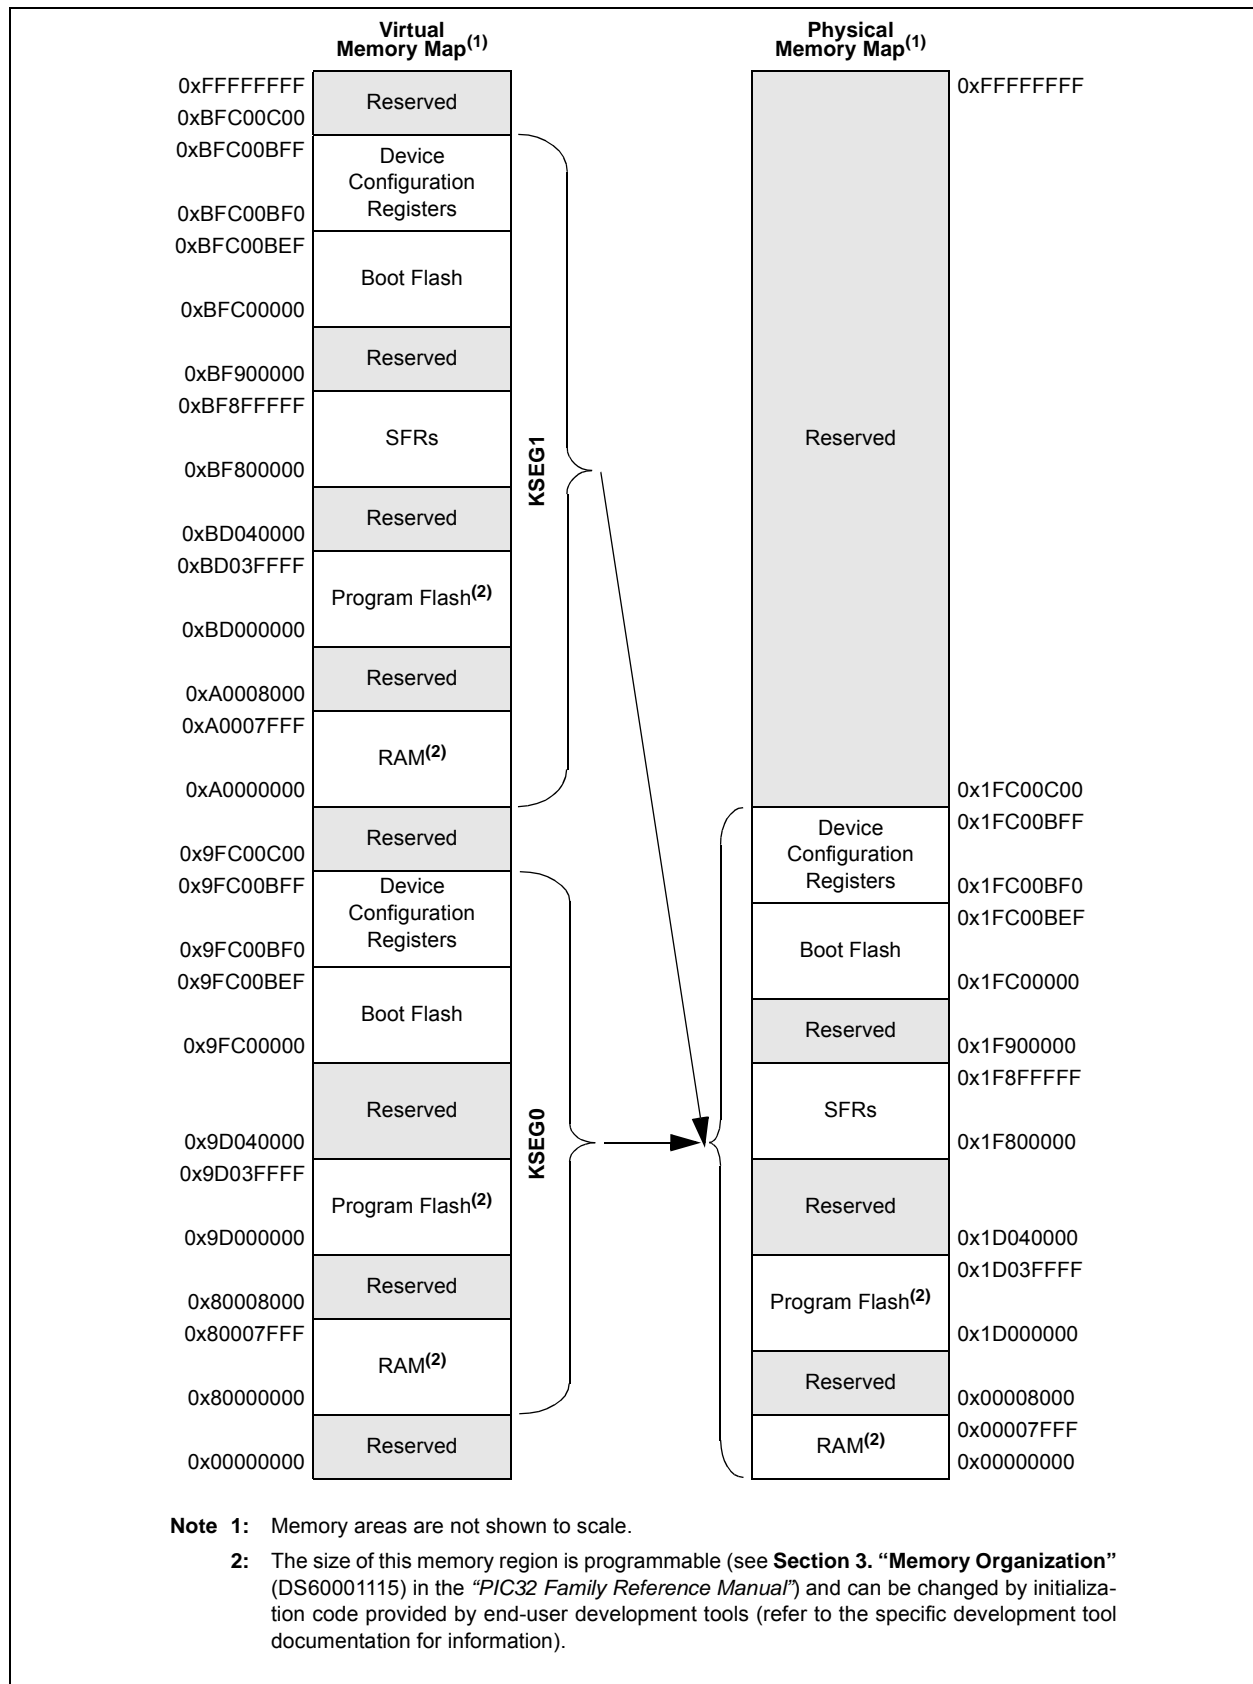 Virtual
Memory Map(1)
0xFFFFFFFF
Reserved
0xBFC00C00
0xBFC00BFF
Device
Configuration
Registers
0xBFC00BF0
0xBFC00BEF
Boot Flash
0xBFC00000
Reserved
0xBF900000
0xBF8FFFFF
SFRs
0xBF800000
Reserved
0xBD040000
0xBD03FFFF
Program Flash(2)
0xBD000000
Reserved
0xA0008000
0xA0007FFF
RAM(2)
0xA0000000
KSEG1
Reserved
0x9FC00C00
0x9FC00BFF
Device
Configuration
Registers
0x9FC00BF0
0x9FC00BEF
Boot Flash
0x9FC00000
Reserved
0x9D040000
0x9D03FFFF
Program Flash(2)
0x9D000000
Reserved
0x80008000
0x80007FFF
RAM(2)
0x80000000
KSEG0
Reserved
0x00000000
Physical
Memory Map(1)
0xFFFFFFFF
Reserved
0x1FC00C00
0x1FC00BFF
Device
Configuration
Registers
0x1FC00BF0
0x1FC00BEF
Boot Flash
0x1FC00000
Reserved
0x1F900000
0x1F8FFFFF
SFRs
0x1F800000
Reserved
0x1D040000
0x1D03FFFF
Program Flash(2)
0x1D000000
Reserved
0x00008000
0x00007FFF
RAM(2)
0x00000000
Note 1: Memory areas are not shown to scale.
2: The size of this memory region is programmable (see Section 3. “Memory Organization”
(DS60001115) in the “PIC32 Family Reference Manual”) and can be changed by initializa-
tion code provided by end-user development tools (refer to the specific development tool
documentation for information).